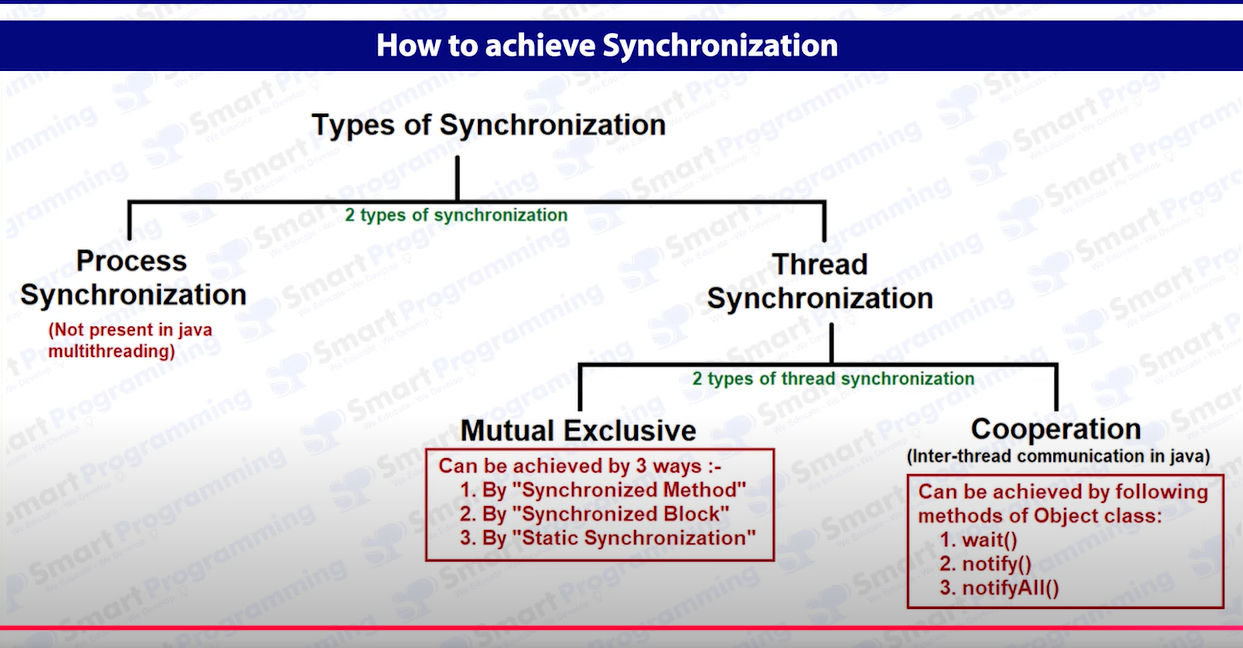 How to achieve Synchronization
Types of Synchronization
2 types of synchronization
Process
Synchronization
(Not present in java
multithreading)
Thread
Synchronization
2 types of thread synchronization
Mutual Exclusive
Can be achieved by 3 ways :-
1. By "Synchronized Method"
2. By "Synchronized Block"
3. By "Static Synchronization"
Cooperation
(Inter-thread communication in java)
Can be achieved by following
methods of Object class:
1. wait()
2. notify()
3. notifyAll()
Smart Programming